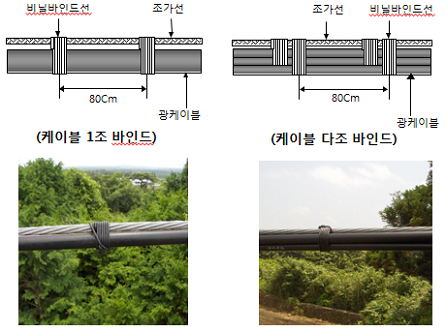 비닐바인드선
조가선
80Cm
광케이블
(케이블 1조 바인드)
조가선
비닐바인드선
80Cm
광케이블
(케이블 다조 바인드)